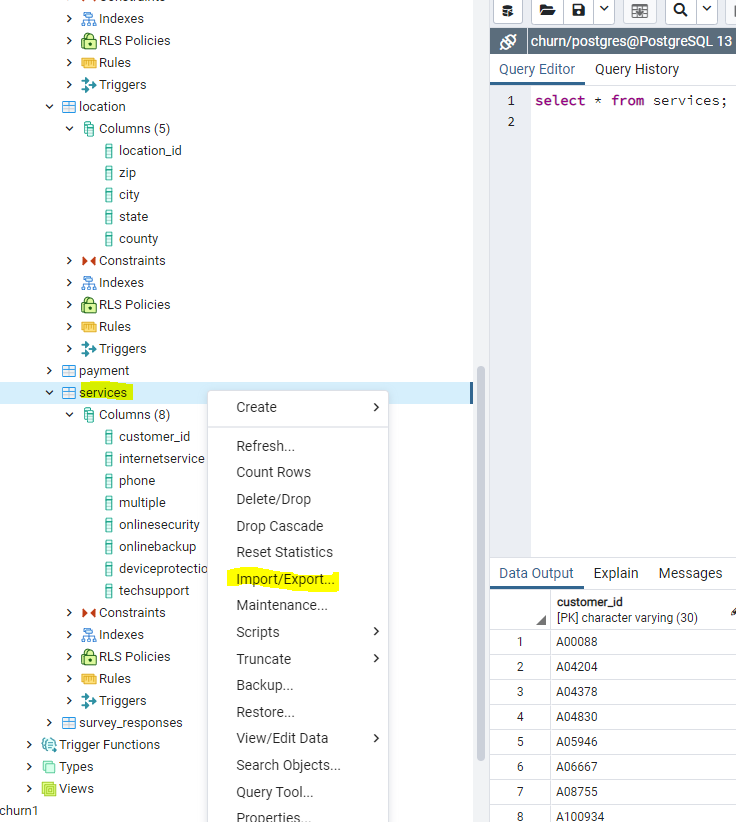 Constraints
Indexes
RLS Policies
Rules
Triggers
location
Columns (5)
location_id
zip
city
state
county
Constraints
Indexes
RLS Policies
Rules
Triggers
payment
services
Columns (8)
customer_id
internetservice
phone
multiple
onlinesecurity
onlinebackup
deviceprotectio
techsupport
Constraints
Indexes
RLS Policies
Rules
Triggers
survey_responses
Trigger Functions
Types
Views
churn1
Create
Refresh...
Count Rows
Delete/Drop
Drop Cascade
Reset Statistics
Import/Export...
Maintenance...
Scripts
Truncate
Backup...
Restore...
View/Edit Data
Search Objects...
Query Tool...
Properties...
churn/postgres@PostgreSQL 13
Query Editor Query History
1 select * from services;
2
Data Output Explain Messages
customer_id
[PK] character varying (30)
1 A00088
2 A04204
3 A04378
4 A04830
5 A05946
6 A06667
7 A08755
8 A100934